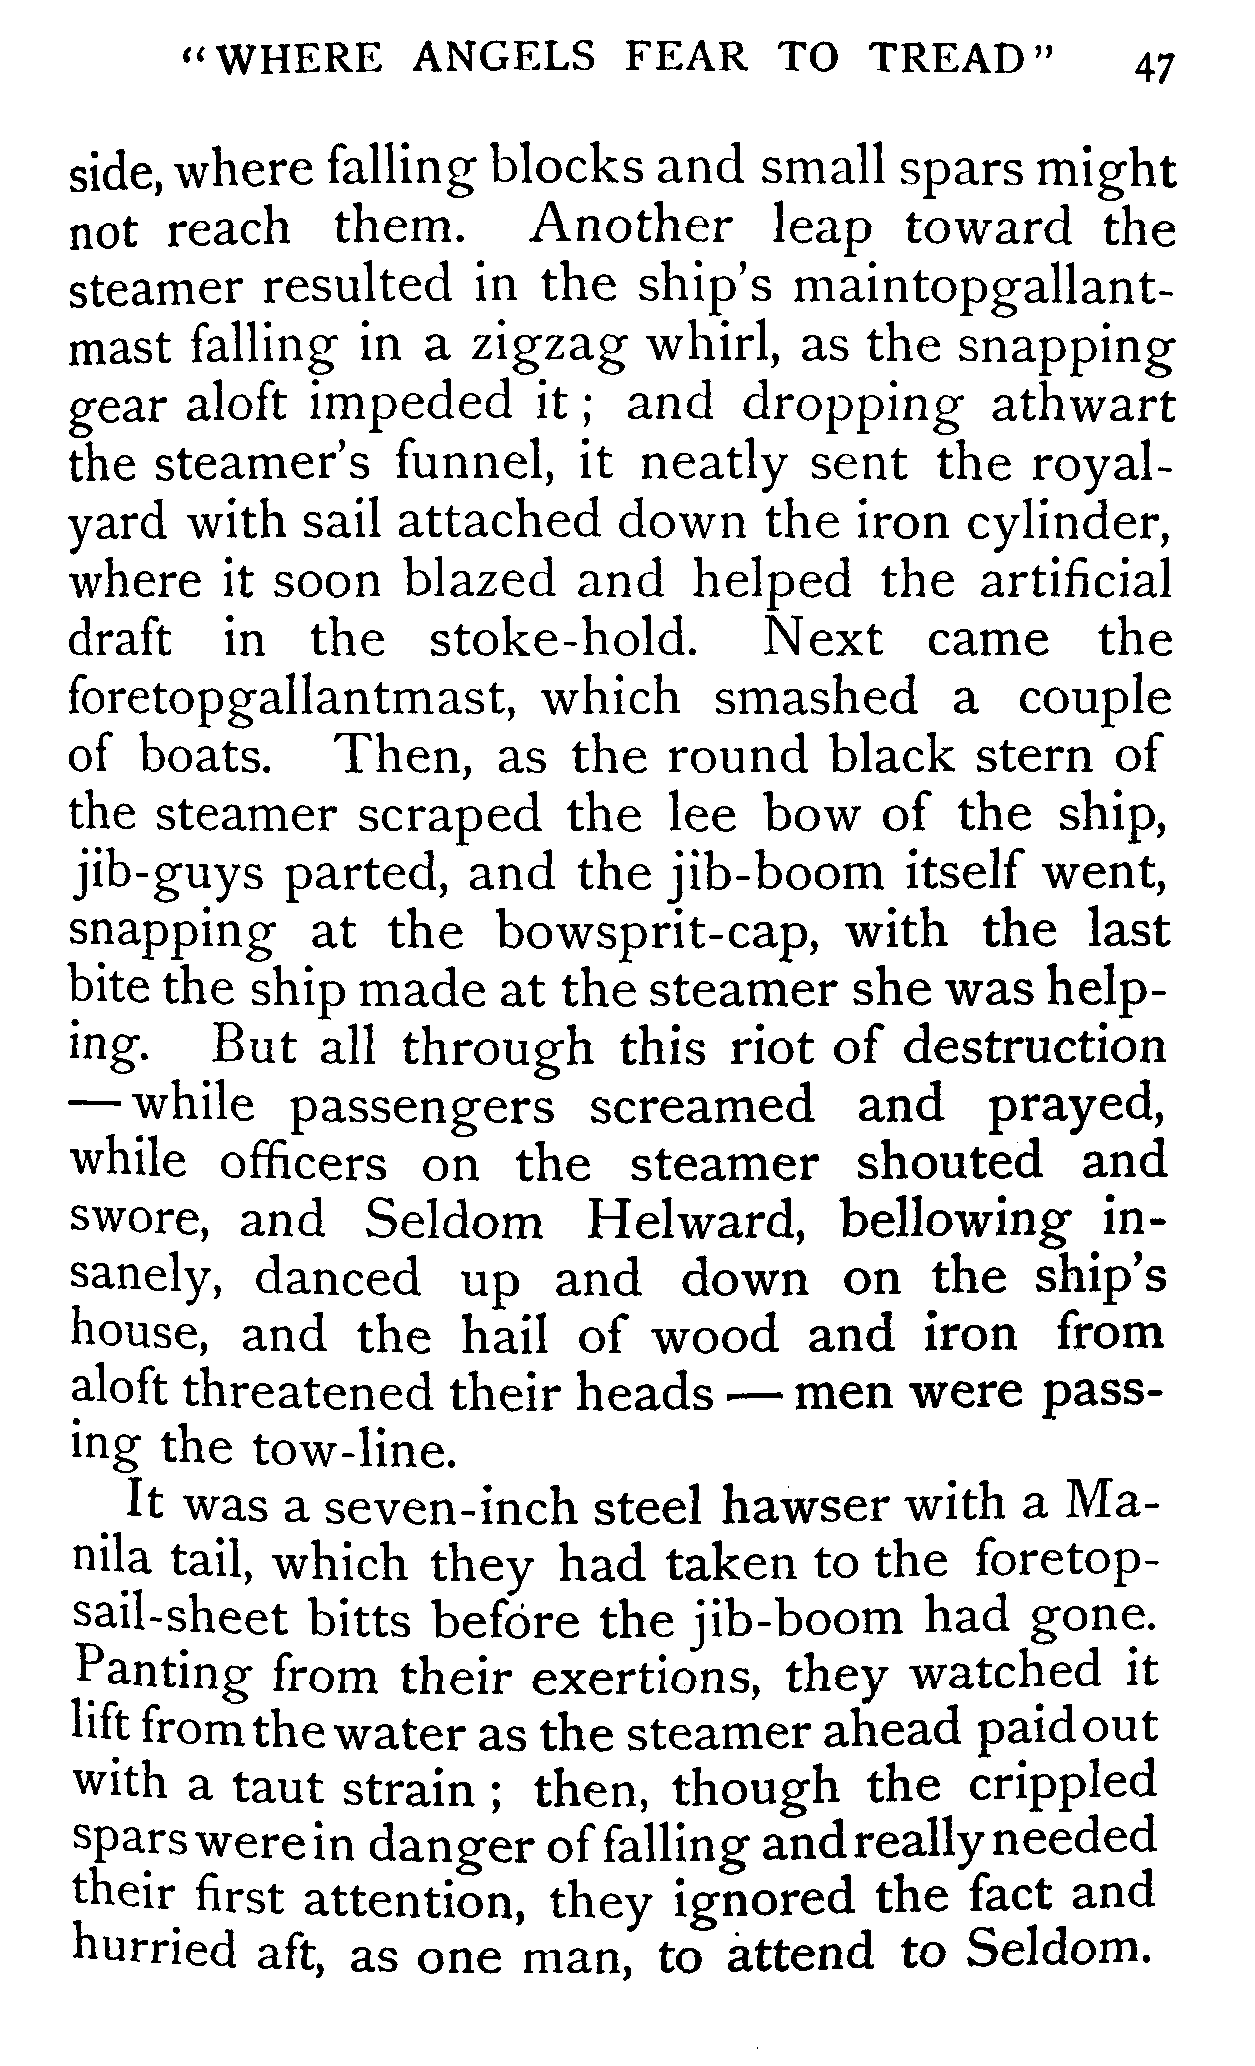 "WHERE ANGELS FEAR TO TREAD" 47
side, where falling blocks and small spars might
not reach them. Another leap toward the
steamer resulted in the ship's maintopgallant-
mast falling in a zigzag whirl, as the snapping
gear aloft impeded it ; and dropping athwart
the steamer's funnel, it neatly sent the royal-
yard with sail attached down the iron cylinder,
where it soon blazed and helped the artificial
draft in the stoke-hold. Next came the
foretopgallantmast, which smashed a couple
of boats. Then, as the round black stern of
the steamer scraped the lee bow of the ship,
jib-guys parted, and the jib-boom itself went,
snapping at the bowsprit-cap, with the last
bite the ship made at the steamer she was help-
ing. But all through this riot of destruction
— while passengers screamed and prayed,
while officers on the steamer shouted and
swore, and Seldom Helward, bellowing in-
sanely, danced up and down on the ship's
house, and the hail of wood and iron from
aloft threatened their heads — men were pass-
ing the tow-line.
It was a seven-inch steel hawser with a Ma-
nila tail, which they had taken to the foretop-
sail-sheet bitts before the jib-boom had gone.
Panting from their exertions, they watched it
lift from the water as the steamer ahead paid out
with a taut strain ; then, though the crippled
spars were in danger of falling and really needed
their first attention, they ignored the fact and
hurried aft, as one man, to attend to Seldom.